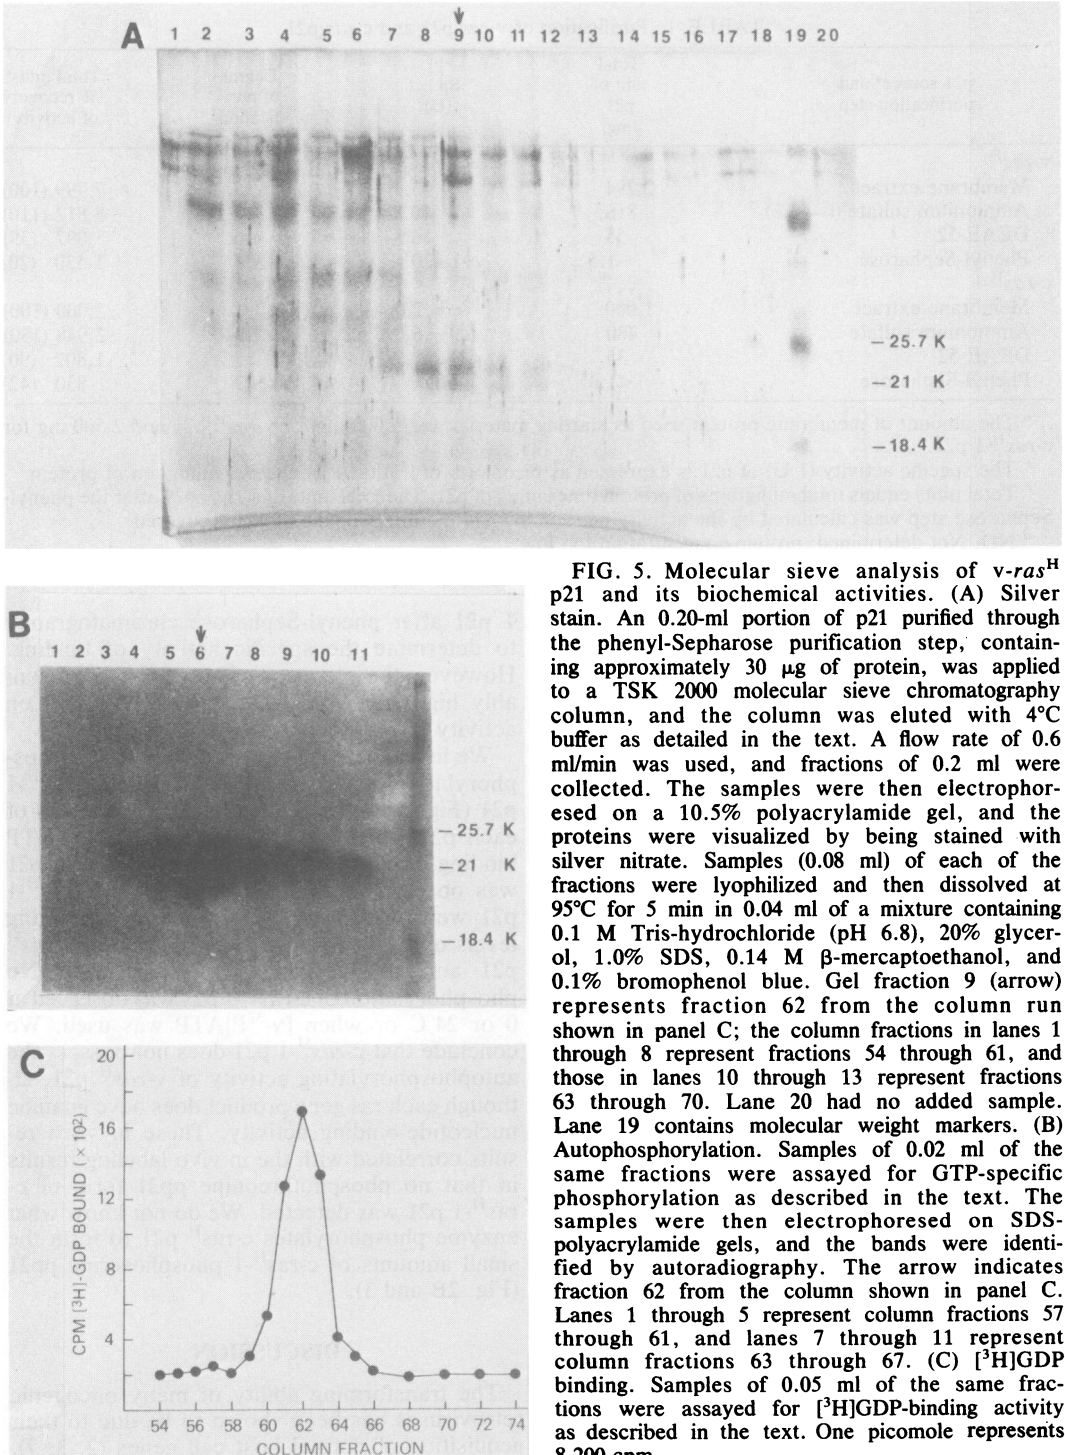 A
1 2 3 4 5 6 7 8 9 10 11 12 13 14 15 16 17 18 19 20
–25.7 K
–21 K
–18.4 K
B
1 2 3 4 5 6 7 8 9 10 11
–25.7 K
–21 K
–18.4 K
C
CPM [³H]-GDP BOUND (×10²)
20
16
12
8
4
54 56 58 60 62 64 66 68 70 72 74
COLUMN FRACTION
FIG. 5. Molecular sieve analysis of v-rasᴴ
p21 and its biochemical activities. (A) Silver
stain. An 0.20-ml portion of p21 purified through
the phenyl-Sepharose purification step, contain-
ing approximately 30 μg of protein, was applied
to a TSK 2000 molecular sieve chromatography
column, and the column was eluted with 4°C
buffer as detailed in the text. A flow rate of 0.6
ml/min was used, and fractions of 0.2 ml were
collected. The samples were then electrophor-
esed on a 10.5% polyacrylamide gel, and the
proteins were visualized by being stained with
silver nitrate. Samples (0.08 ml) of each of the
fractions were lyophilized and then dissolved at
95°C for 5 min in 0.04 ml of a mixture containing
0.1 M Tris-hydrochloride (pH 6.8), 20% glycer-
ol, 1.0% SDS, 0.14 M β-mercaptoethanol, and
0.1% bromophenol blue. Gel fraction 9 (arrow)
represents fraction 62 from the column run
shown in panel C; the column fractions in lanes 1
through 8 represent fractions 54 through 61, and
those in lanes 10 through 13 represent fractions
63 through 70. Lane 20 had no added sample.
Lane 19 contains molecular weight markers. (B)
Autophosphorylation. Samples of 0.02 ml of the
same fractions were assayed for GTP-specific
phosphorylation as described in the text. The
samples were then electrophoresed on SDS-
polyacrylamide gels, and the bands were identi-
fied by autoradiography. The arrow indicates
fraction 62 from the column shown in panel C.
Lanes 1 through 5 represent column fractions 57
through 61, and lanes 7 through 11 represent
column fractions 63 through 67. (C) [³H]GDP
binding. Samples of 0.05 ml of the same frac-
tions were assayed for [³H]GDP-binding activity
as described in the text. One picomole represents
8,200 cpm